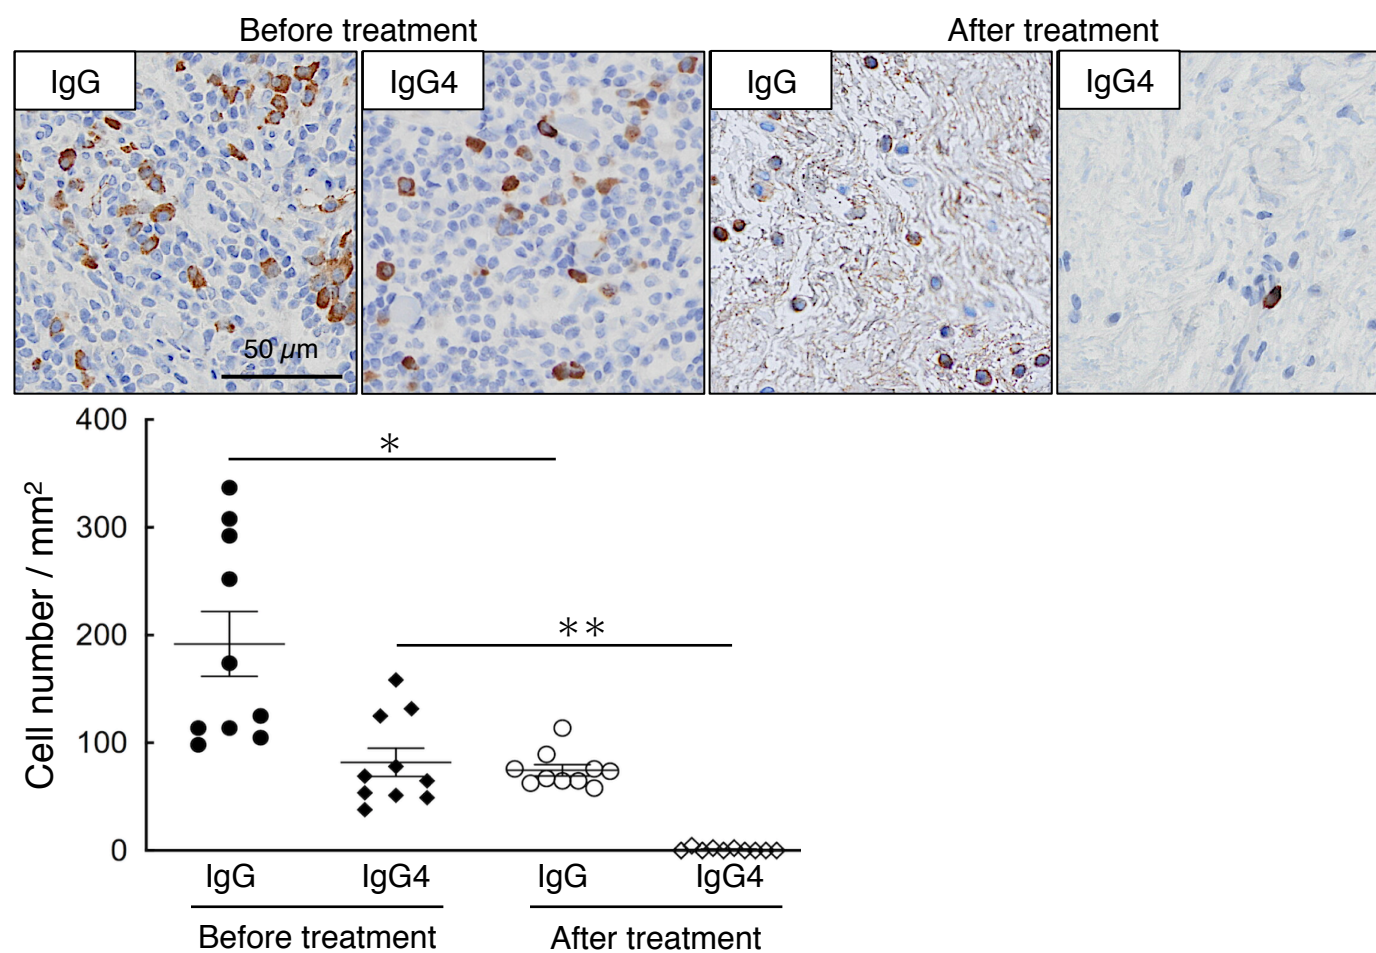 Before treatment
After treatment
IgG
IgG4
IgG
IgG4
50 µm
Cell number / mm²
400
300
200
100
0
*
**
IgG
IgG4
IgG
IgG4
Before treatment
After treatment